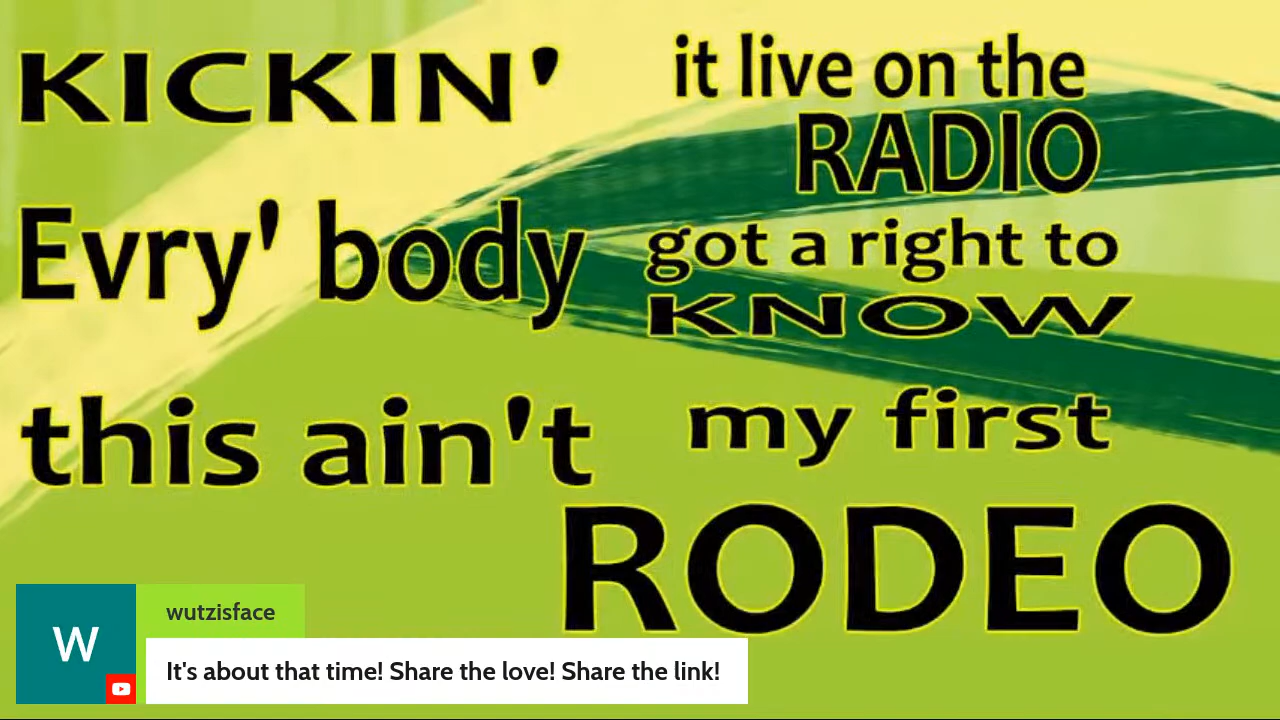 KICKIN' it live on the
RADIO
Evry' body got a right to
KNOW
this ain't my first
RODEO
W
wutzisface
It's about that time! Share the love! Share the link!